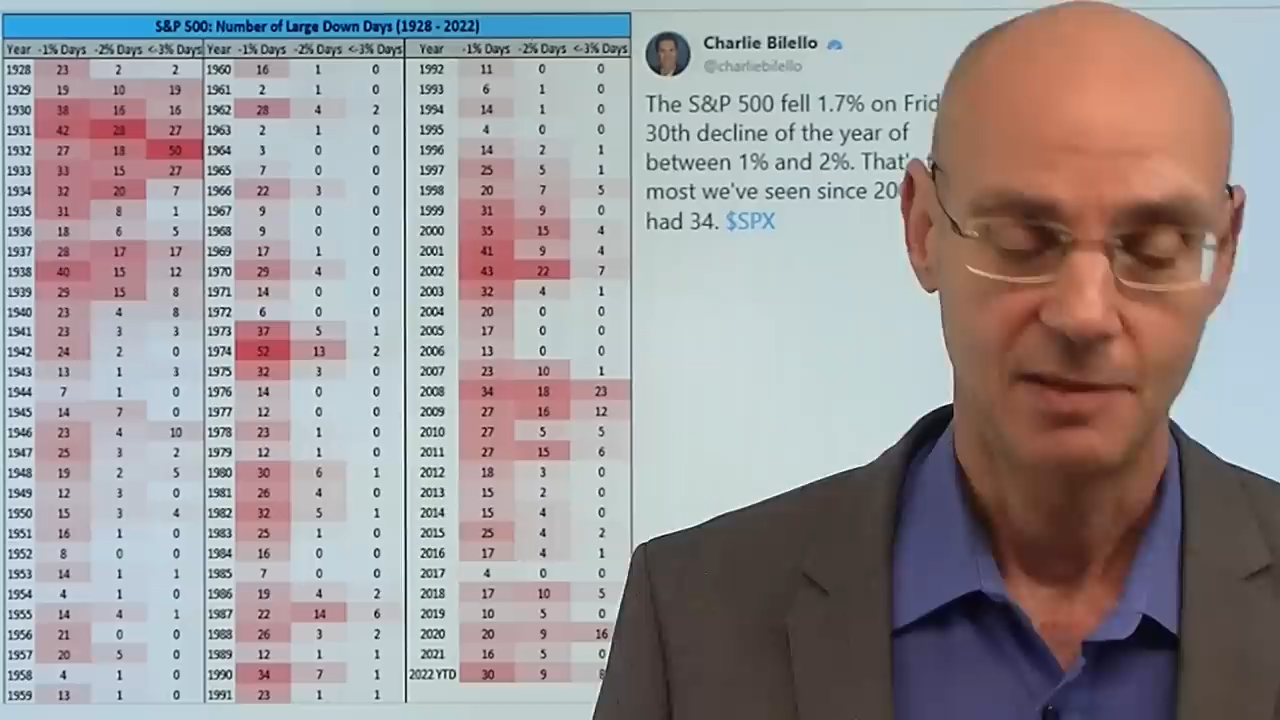 S&P 500: Number of Large Down Days (1928 - 2022)
Year -1% Days -2% Days <-3% Days Year -1% Days -2% Days <-3% Days Year -1% Days -2% Days <-3% Days
1928 23 2 2 1960 16 1 0 1992 11 0 0
1929 19 10 19 1961 2 1 0 1993 6 1 0
1930 38 16 16 1962 28 4 2 1994 14 1 0
1931 42 28 27 1963 2 1 0 1995 4 0 0
1932 27 18 50 1964 3 0 0 1996 14 2 1
1933 33 15 27 1965 7 0 0 1997 25 5 1
1934 32 20 7 1966 22 3 0 1998 20 7 5
1935 31 8 1 1967 9 0 0 1999 31 9 0
1936 18 6 5 1968 9 0 0 2000 35 15 4
1937 28 17 17 1969 17 1 0 2001 41 9 4
1938 40 15 12 1970 29 4 0 2002 43 22 7
1939 29 15 8 1971 14 0 0 2003 32 4 1
1940 23 4 8 1972 6 0 0 2004 20 0 0
1941 23 3 3 1973 37 5 1 2005 17 0 0
1942 24 2 0 1974 52 13 2 2006 13 0 0
1943 13 1 3 1975 32 3 0 2007 23 10 1
1944 7 1 0 1976 14 0 0 2008 34 18 23
1945 14 7 0 1977 12 0 0 2009 27 16 12
1946 23 4 10 1978 23 1 0 2010 27 5 5
1947 25 3 2 1979 12 1 0 2011 27 15 6
1948 19 2 5 1980 30 6 1 2012 18 3 0
1949 12 3 0 1981 26 4 0 2013 15 2 0
1950 15 3 4 1982 32 5 1 2014 15 4 0
1951 16 1 0 1983 25 1 0 2015 25 4 2
1952 8 0 0 1984 16 0 0 2016 17 4 1
1953 14 1 1 1985 7 0 0 2017 4 0 0
1954 4 1 0 1986 19 4 2 2018 17 10 5
1955 14 4 1 1987 22 14 6 2019 10 5 0
1956 21 0 0 1988 26 3 2 2020 20 9 16
1957 20 5 0 1989 12 1 1 2021 16 5 0
1958 4 1 0 1990 34 7 1 2022 YTD 30 9
1959 13 1 0 1991 23 1 1
Charlie Bilello
@charliebilello
The S&P 500 fell 1.7% on Frid
30th decline of the year of
between 1% and 2%. That'
most we've seen since 20
had 34. $SPX